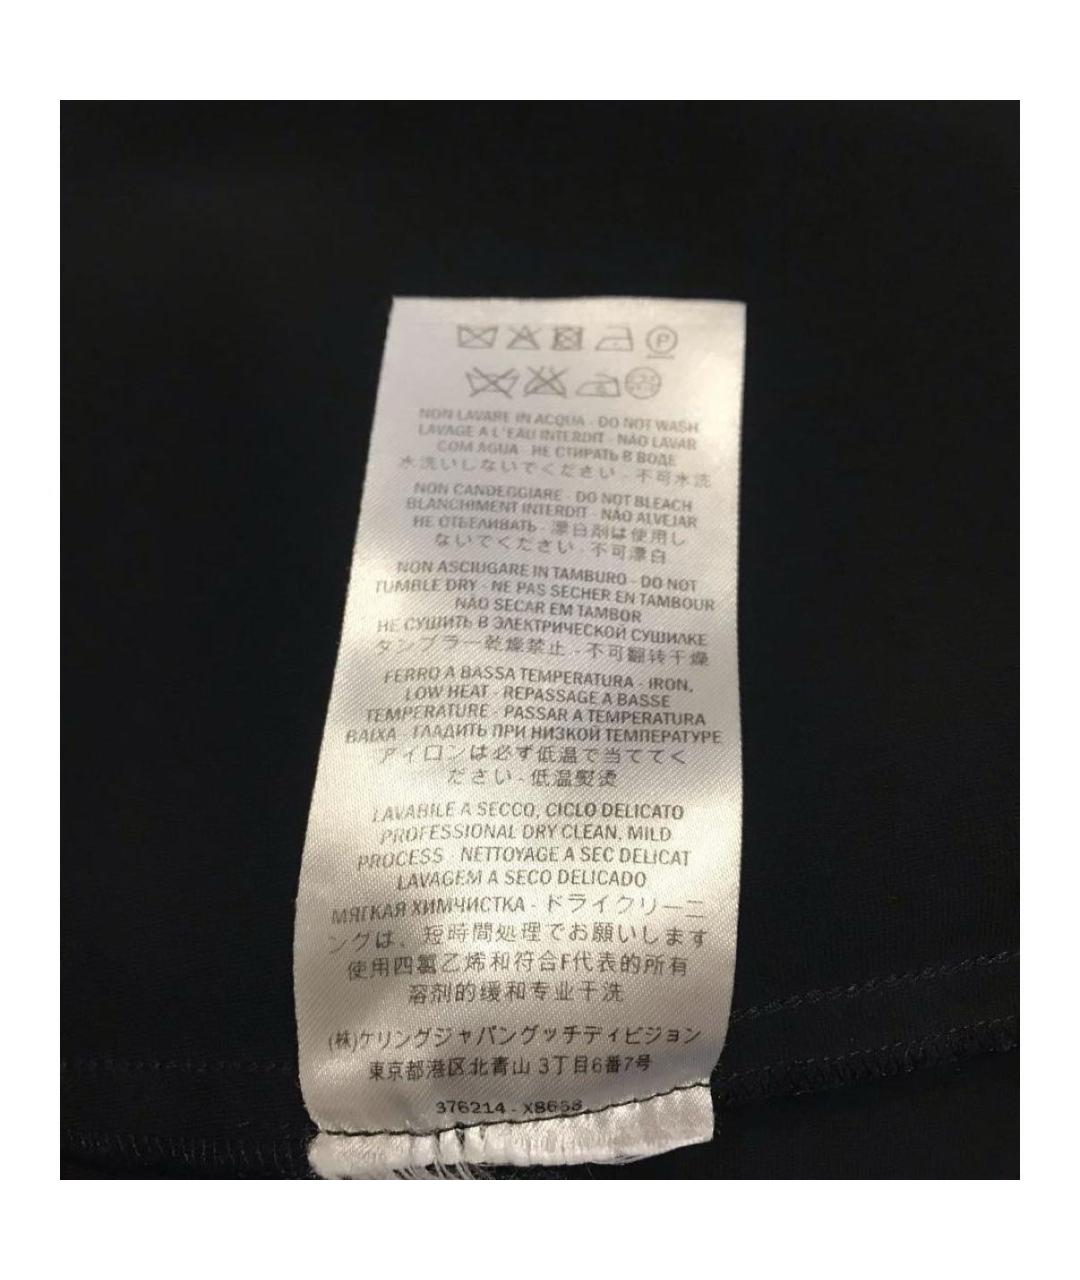 P
NON LAVARE IN ACQUA - DO NOT WASH
LAVAGE A L'EAU INTERDIT - NÃO LAVAR
COM AGUA - НЕ СТИРАТЬ В ВОДЕ
水洗いしないでください - 不可水洗
NON CANDEGGIARE - DO NOT BLEACH
BLANCHIMENT INTERDIT - NÃO ALVEJAR
НЕ ОТБЕЛИВАТЬ - 漂白剤は使用し
ないでください - 不可漂白
NON ASCIUGARE IN TAMBURO - DO NOT
TUMBLE DRY - NE PAS SECHER EN TAMBOUR
NÃO SECAR EM TAMBOR
НЕ СУШИТЬ В ЭЛЕКТРИЧЕСКОЙ СУШИЛКЕ
タンブラー乾燥禁止 - 不可翻转干燥
FERRO A BASSA TEMPERATURA - IRON,
LOW HEAT - REPASSAGE A BASSE
TEMPERATURE - PASSAR A TEMPERATURA
BAIXA - ГЛАДИТЬ ПРИ НИЗКОЙ ТЕМПЕРАТУРЕ
アイロンは必ず低温で当ててく
ださい - 低温熨烫
LAVABILE A SECCO, CICLO DELICATO
PROFESSIONAL DRY CLEAN, MILD
PROCESS - NETTOYAGE A SEC DELICAT
LAVAGEM A SECO DELICADO
МЯГКАЯ ХИМЧИСТКА - ドライクリーニ
ングは、短時間処理でお願いします
使用四氯乙烯和符合F代表的所有
溶剂的缓和专业干洗
(株)ケリングジャパングッチディビジョン
東京都港区北青山 3丁目6番7号
376214 - X8658